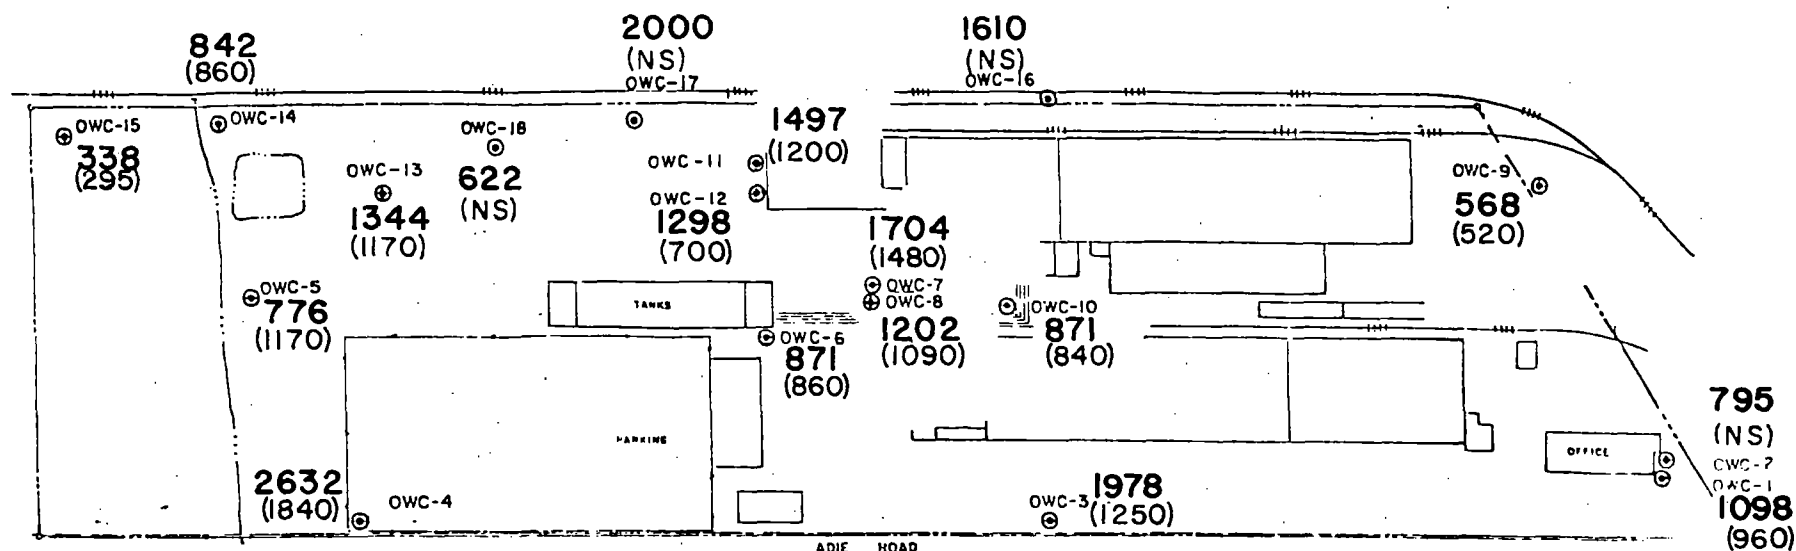 842
(860)
2000
(NS)
OWC-17
1610
(NS)
OWC-16
OWC-15
338
(295)
OWC-14
OWC-18
622
(NS)
OWC-13
1344
(1170)
1497
(1200)
OWC-11
OWC-12
1298
(700)
OWC-9
568
(520)
1704
(1480)
OWC-7
OWC-8
1202
(1090)
OWC-5
776
(1170)
TANKS
OWC-6
871
(860)
OWC-10
871
(840)
PARKING
2632
(1840)
OWC-4
OWC-3
1978
(1250)
OFFICE
795
(NS)
OWC-1
1098
(960)
ADIE ROAD